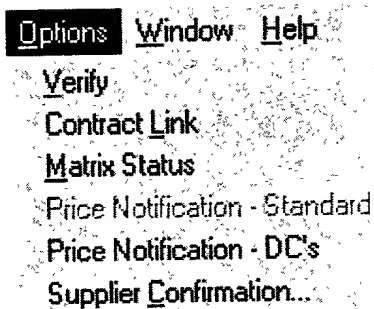 Options Window Help
Verify
Contract Link
Matrix Status
Price Notification - Standard
Price Notification - DC's
Supplier Confirmation...